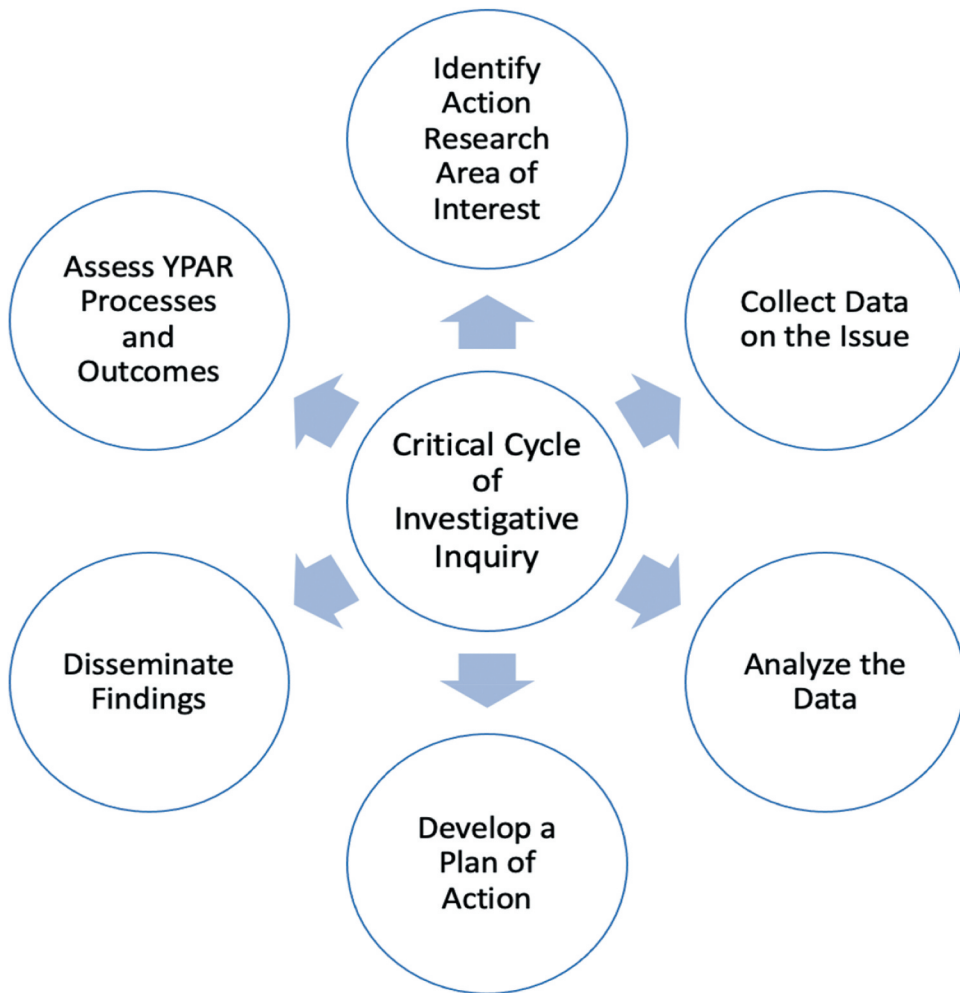 Identify
Action
Research
Area of
Interest
Collect Data
on the Issue
Analyze the
Data
Develop a
Plan of
Action
Disseminate
Findings
Assess YPAR
Processes
and
Outcomes
Critical Cycle
of
Investigative
Inquiry